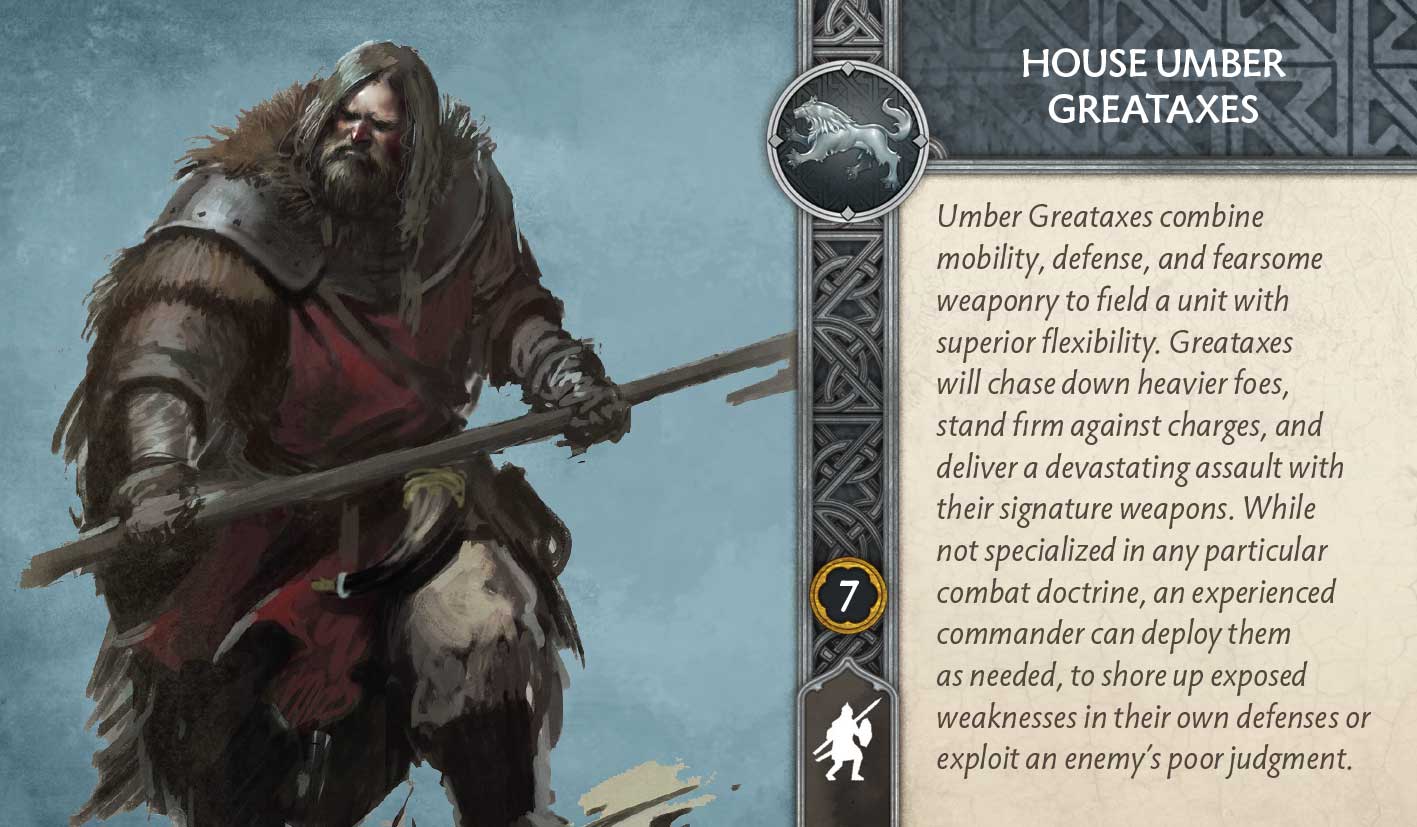 HOUSE UMBER
GREATAXES
Umber Greataxes combine
mobility, defense, and fearsome
weaponry to field a unit with
superior flexibility. Greataxes
will chase down heavier foes,
stand firm against charges, and
deliver a devastating assault with
their signature weapons. While
not specialized in any particular
combat doctrine, an experienced
commander can deploy them
as needed, to shore up exposed
weaknesses in their own defenses or
exploit an enemy's poor judgment.
7